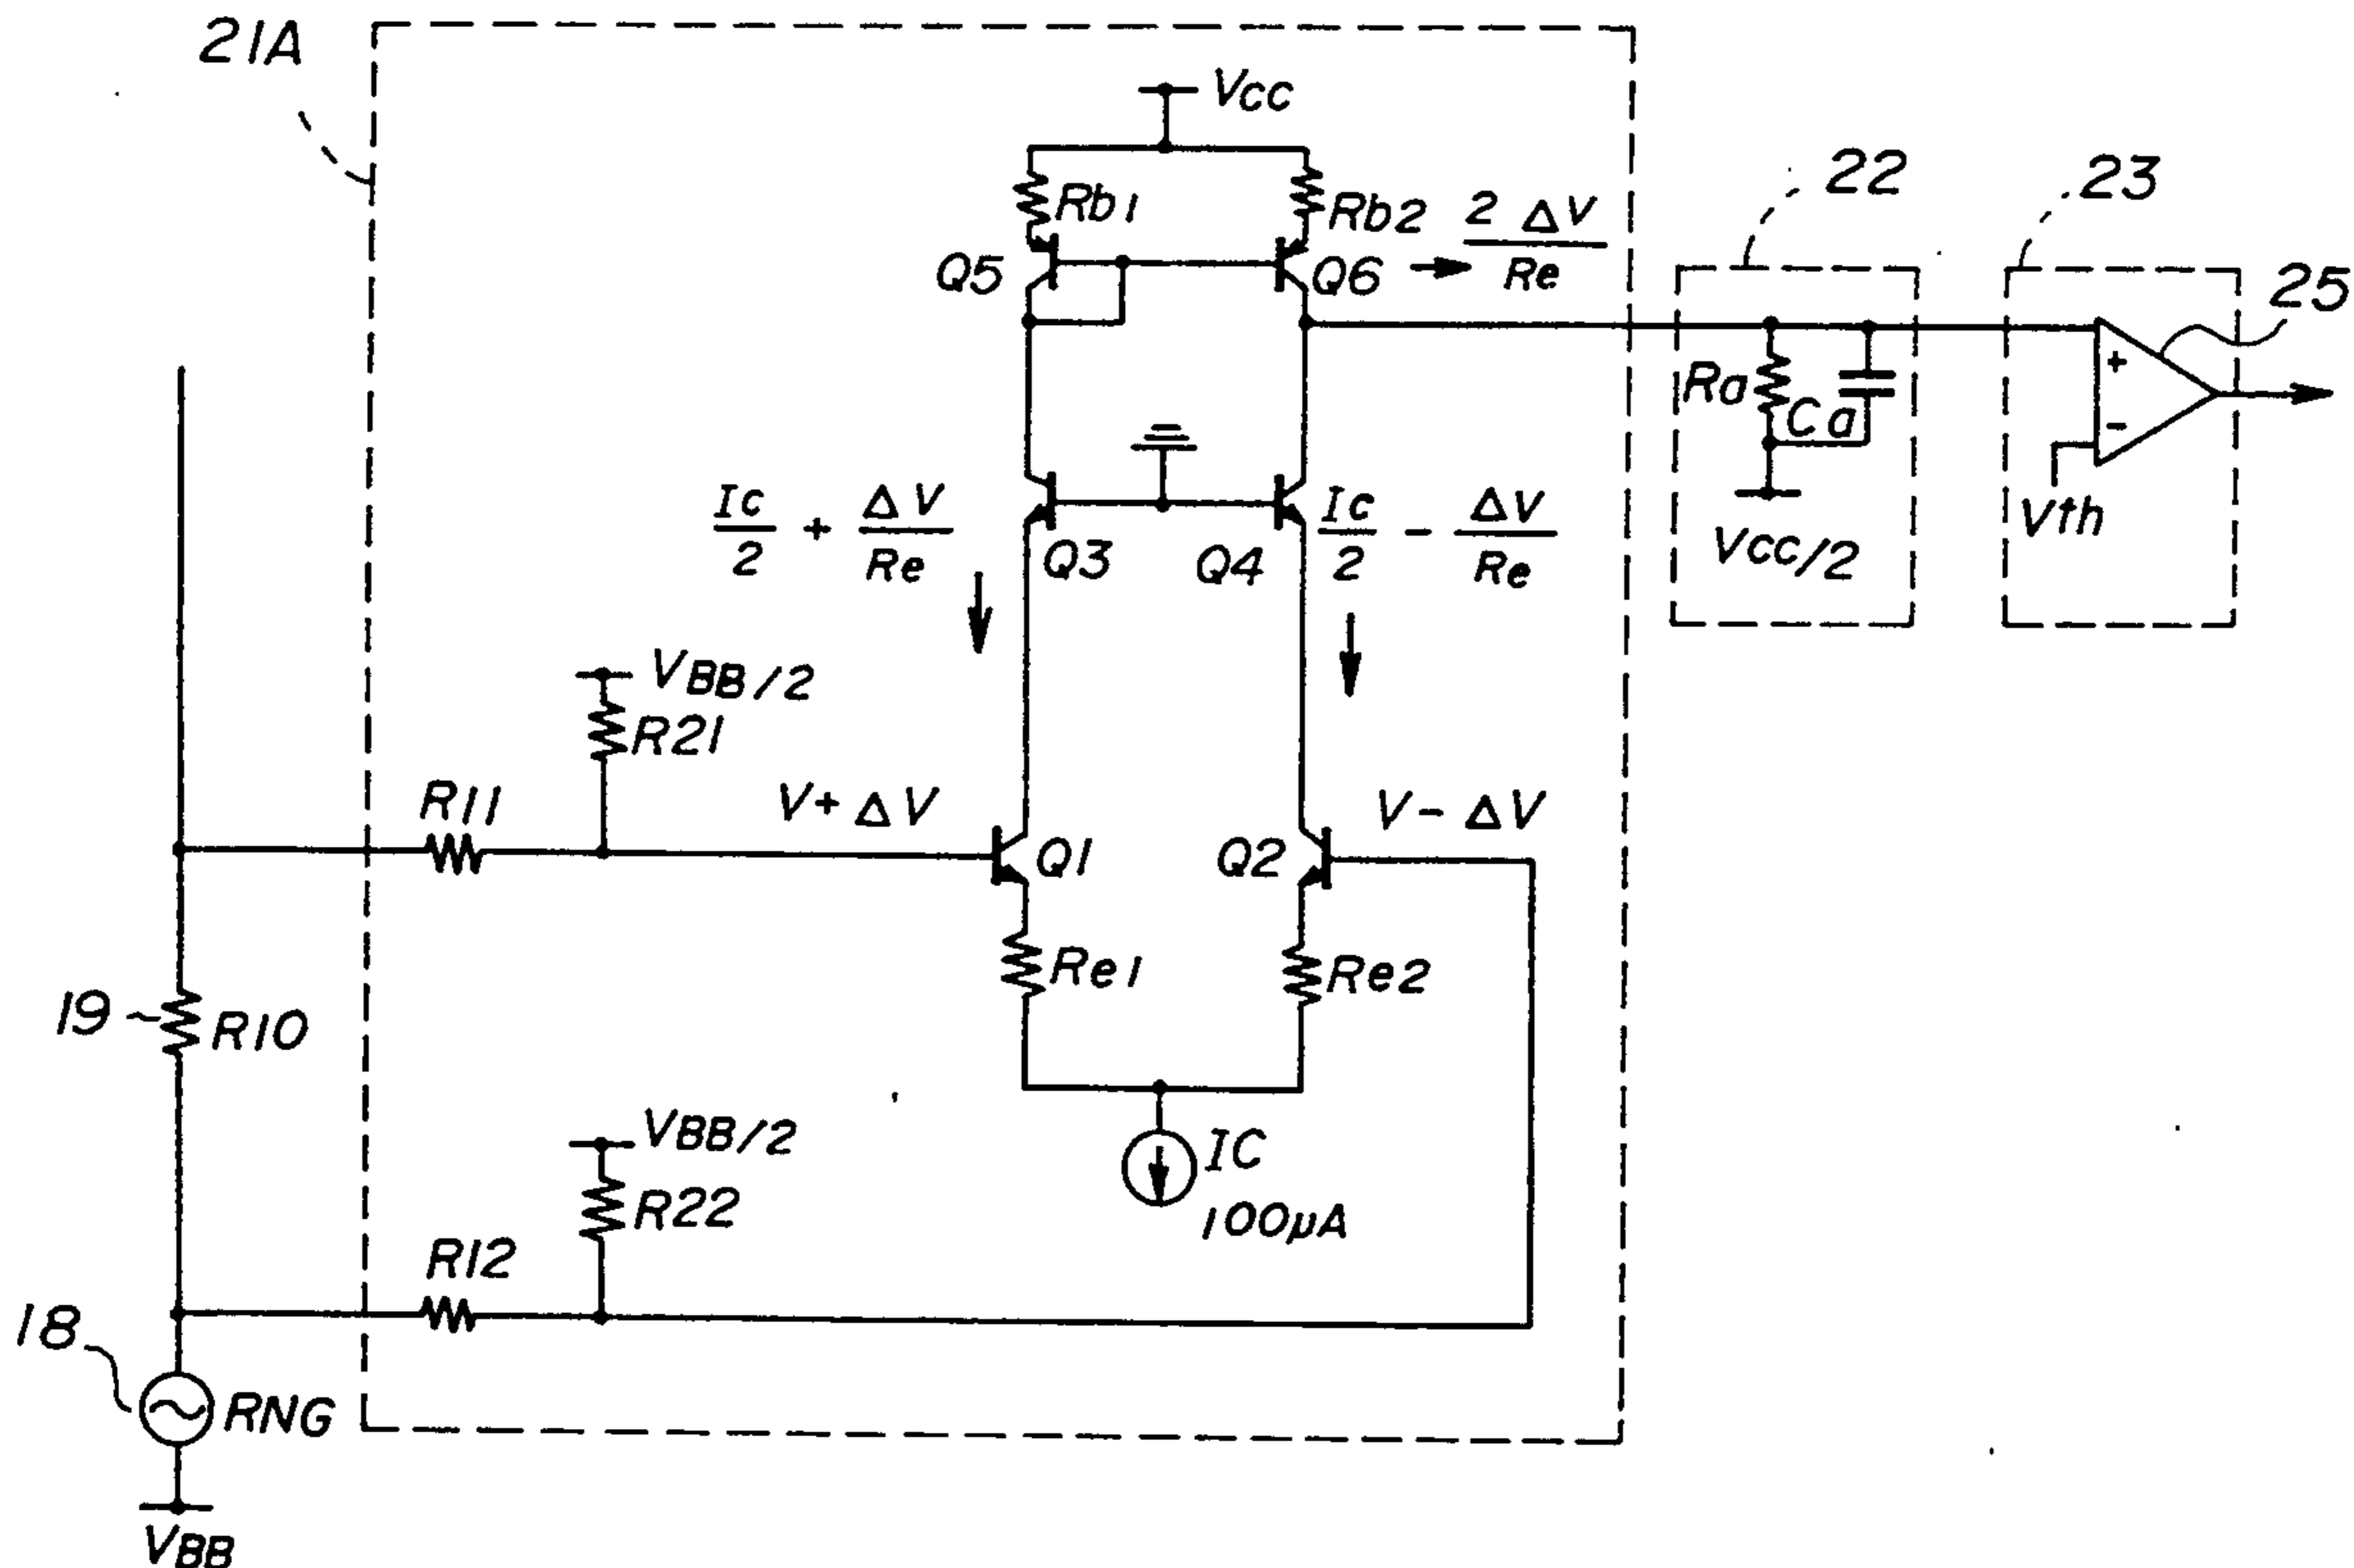 21A
VCC
Rb1
Rb2
2 ΔV
Re
Q5
Q6
22
23
25
Ra
Ca
+
-
Vcc/2
Vth
Ic/2 + ΔV/Re
Q3
Q4
Ic/2 - ΔV/Re
VBB/2
R21
R11
V+ ΔV
V- ΔV
Q1
Q2
Re1
Re2
19
R10
IC
100μA
VBB/2
R22
R12
18
RNG
VBB